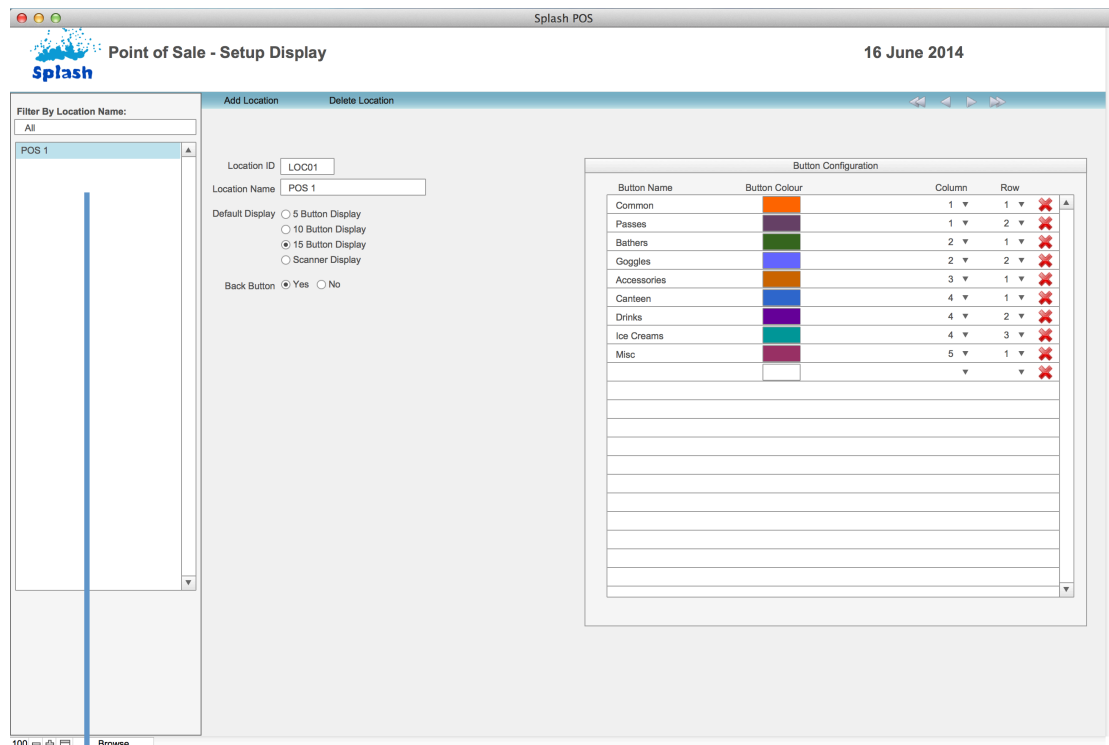 Splash POS
Splash
Point of Sale - Setup Display
16 June 2014
Add Location Delete Location
Filter By Location Name:
All
POS 1
Location ID LOC01
Location Name POS 1
Default Display 5 Button Display
10 Button Display
15 Button Display
Scanner Display
Back Button Yes No
Button Configuration
Button Name Button Colour Column Row
Common 1 1
Passes 1 2
Bathers 2 1
Goggles 2 2
Accessories 3 1
Canteen 4 1
Drinks 4 2
Ice Creams 4 3
Misc 5 1
100 Browse